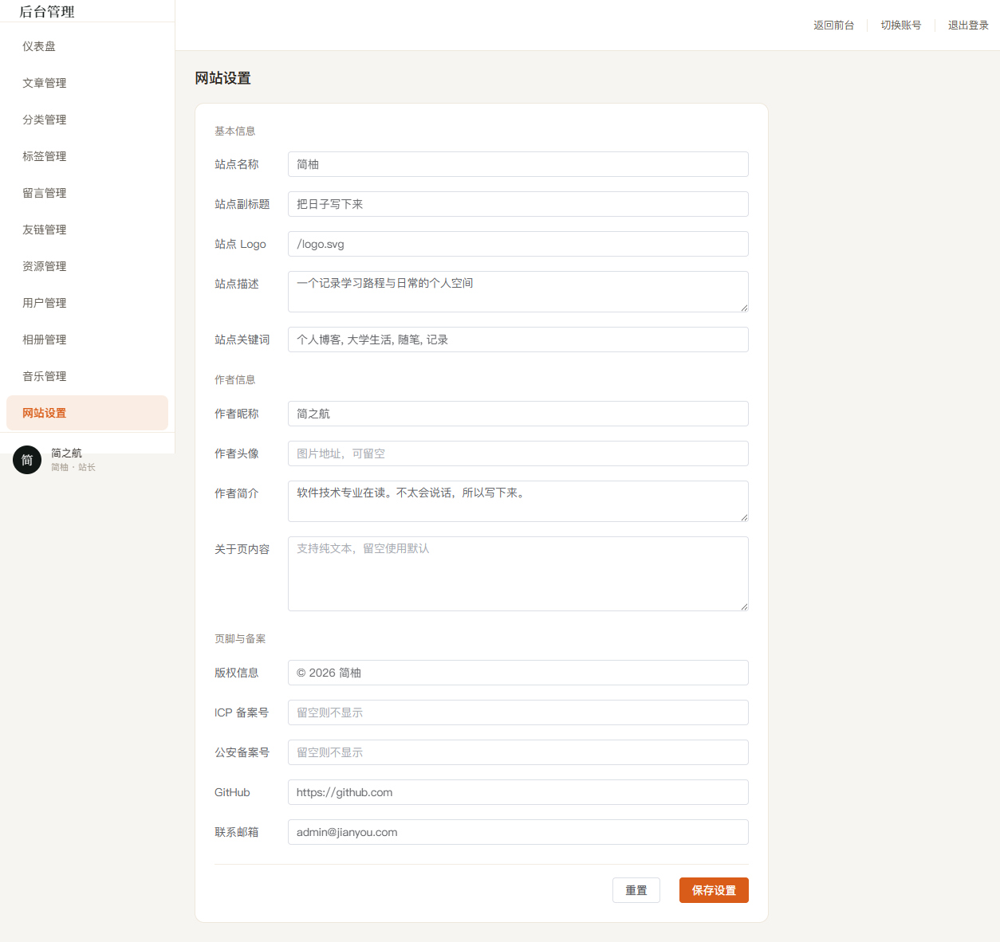 后台管理
返回前台
切换账号
退出登录
仪表盘
文章管理
分类管理
标签管理
留言管理
友链管理
资源管理
用户管理
相册管理
音乐管理
网站设置
简
简之航
简柚 · 站长
网站设置
基本信息
站点名称 简柚
站点副标题 把日子写下来
站点 Logo /logo.svg
站点描述 一个记录学习路程与日常的个人空间
站点关键词 个人博客, 大学生活, 随笔, 记录
作者信息
作者昵称 简之航
作者头像 图片地址，可留空
作者简介 软件技术专业在读。不太会说话，所以写下来。
关于页内容 支持纯文本，留空使用默认
页脚与备案
版权信息 © 2026 简柚
ICP 备案号 留空则不显示
公安备案号 留空则不显示
GitHub https://github.com
联系邮箱 admin@jianyou.com
重置 保存设置